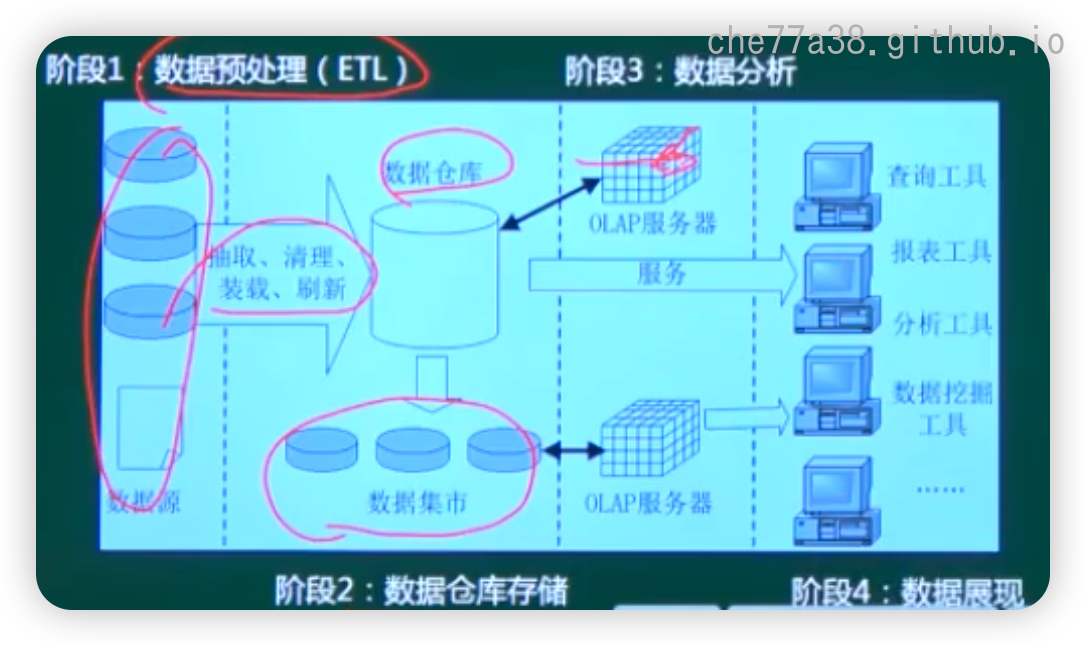 che77a38.github.io
阶段1：数据预处理（ETL）
阶段3：数据分析
数据仓库
抽取、清理、
装载、刷新
数据源
数据集市
OLAP服务器
服务
OLAP服务器
查询工具
报表工具
分析工具
数据挖掘
工具
……
阶段2：数据仓库存储
阶段4：数据展现